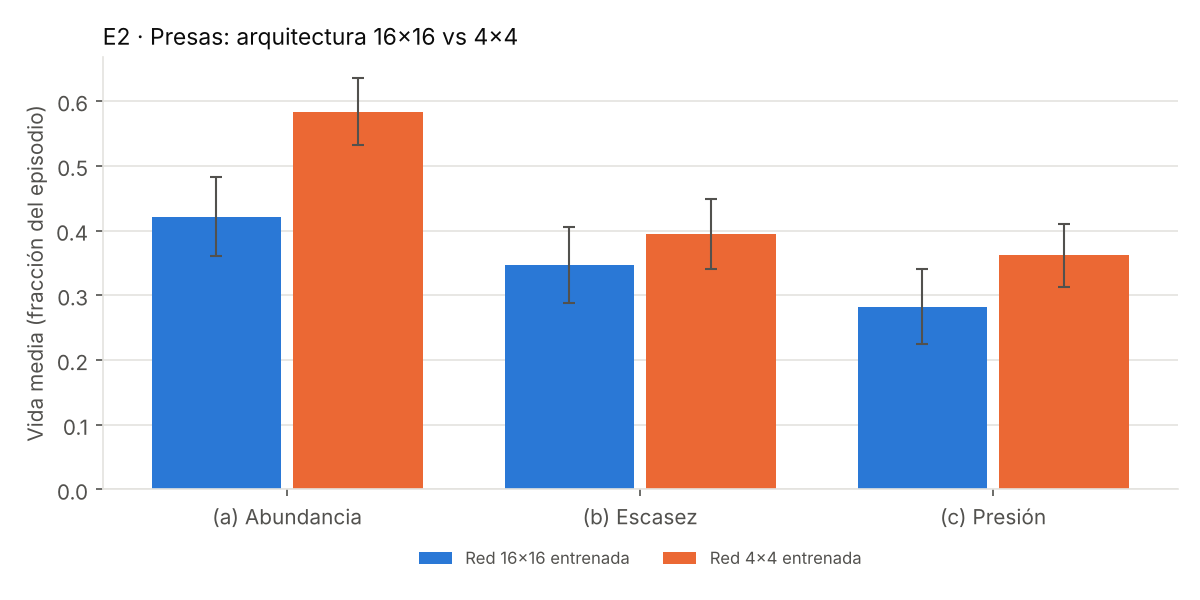 E2 · Presas: arquitectura 16×16 vs 4×4
Vida media (fracción del episodio)
0.6
0.5
0.4
0.3
0.2
0.1
0.0
(a) Abundancia
(b) Escasez
(c) Presión
Red 16×16 entrenada
Red 4×4 entrenada